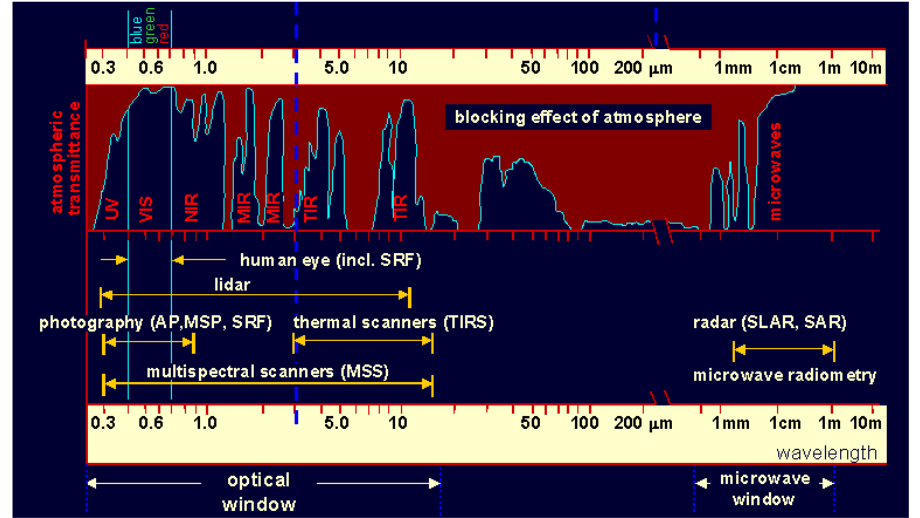 blue
green
red
0.3 0.6 1.0 5.0 10 50 100 200 µm 1mm 1cm 1m 10m
atmospheric
transmittance
blocking effect of atmosphere
UV VIS NIR MIR MIR TIR TIR microwaves
human eye (incl. SRF)
lidar
photography (AP,MSP, SRF) thermal scanners (TIRS) radar (SLAR, SAR)
multispectral scanners (MSS) microwave radiometry
0.3 0.6 1.0 5.0 10 50 100 200 µm 1mm 1cm 1m 10m
wavelength
optical
window
microwave
window